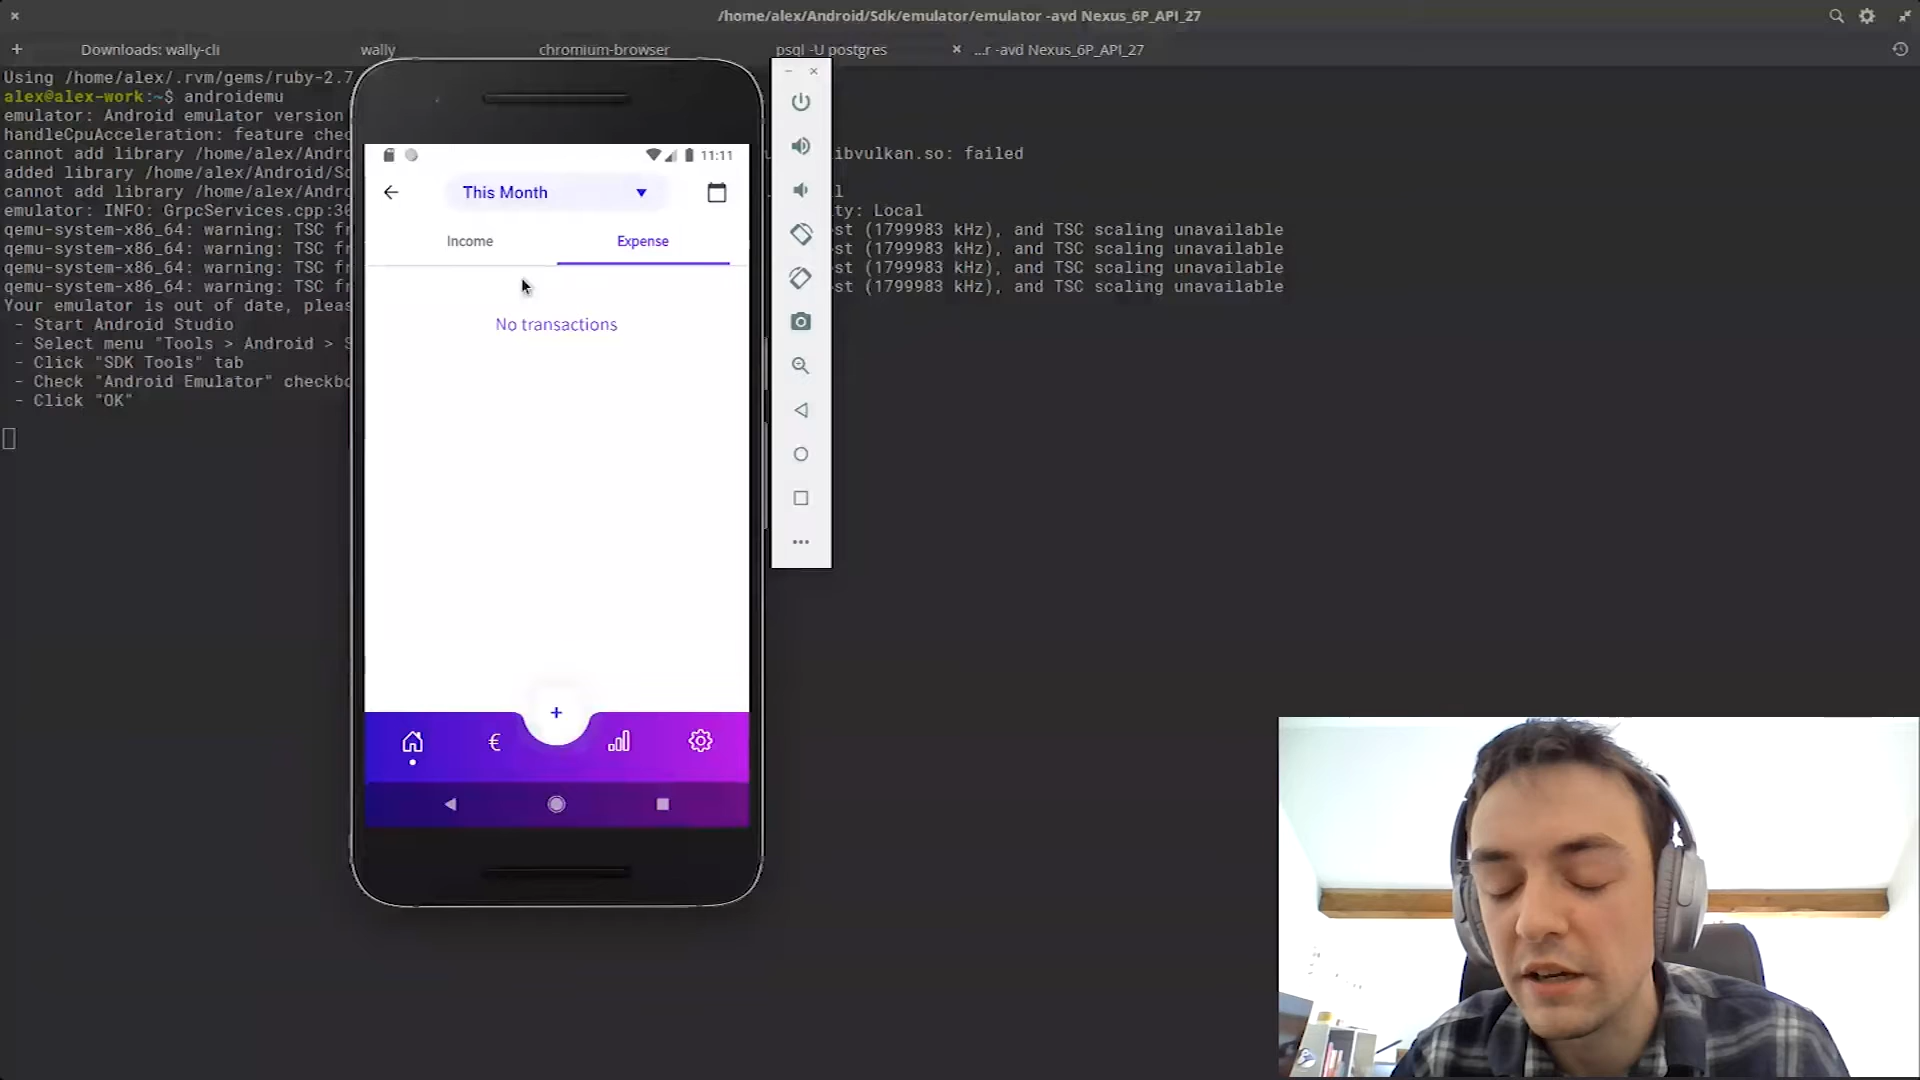 /home/alex/Android/Sdk/emulator/emulator -avd Nexus_6P_API_27
Downloads: wally-cli
wally
chromium-browser
psql -U postgres
...r -avd Nexus_6P_API_27
Using /home/alex/.rvm/gems/ruby-2.7
alex@alex-work:~$ androidemu
emulator: Android emulator version
handleCpuAcceleration: feature chec
cannot add library /home/alex/Andro
ibvulkan.so: failed
added library /home/alex/Android/Sd
cannot add library /home/alex/Andro
l
emulator: INFO: GrpcServices.cpp:36
ty: Local
qemu-system-x86_64: warning: TSC fr
est (1799983 kHz), and TSC scaling unavailable
qemu-system-x86_64: warning: TSC fr
est (1799983 kHz), and TSC scaling unavailable
qemu-system-x86_64: warning: TSC fr
est (1799983 kHz), and TSC scaling unavailable
qemu-system-x86_64: warning: TSC fr
est (1799983 kHz), and TSC scaling unavailable
Your emulator is out of date, pleas
- Start Android Studio
- Select menu "Tools > Android > S
- Click "SDK Tools" tab
- Check "Android Emulator" checkbo
- Click "OK"
11:11
This Month
Income
Expense
No transactions
+
€